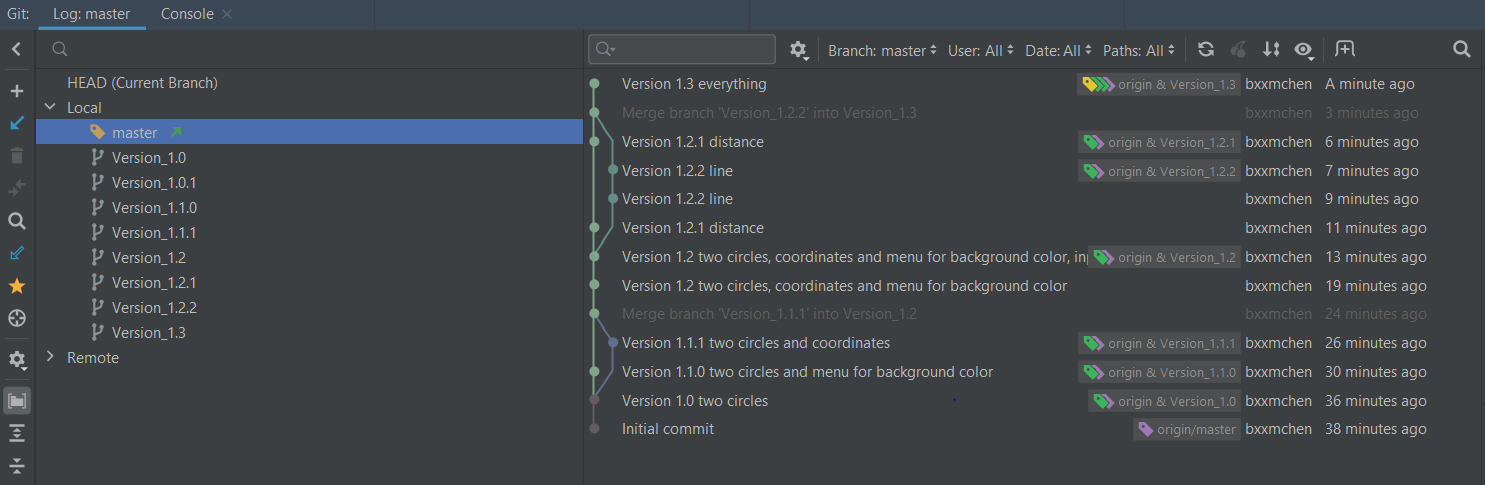 Git: Log: master Console
Branch: master User: All Date: All Paths: All
HEAD (Current Branch)
Local
master
Version_1.0
Version_1.0.1
Version_1.1.0
Version_1.1.1
Version_1.2
Version_1.2.1
Version_1.2.2
Version_1.3
Remote
Version 1.3 everything origin & Version_1.3 bxxmchen A minute ago
Merge branch 'Version_1.2.2' into Version_1.3 bxxmchen 3 minutes ago
Version 1.2.1 distance origin & Version_1.2.1 bxxmchen 6 minutes ago
Version 1.2.2 line origin & Version_1.2.2 bxxmchen 7 minutes ago
Version 1.2.2 line bxxmchen 9 minutes ago
Version 1.2.1 distance bxxmchen 11 minutes ago
Version 1.2 two circles, coordinates and menu for background color, inp origin & Version_1.2 bxxmchen 13 minutes ago
Version 1.2 two circles, coordinates and menu for background color bxxmchen 19 minutes ago
Merge branch 'Version_1.1.1' into Version_1.2 bxxmchen 24 minutes ago
Version 1.1.1 two circles and coordinates origin & Version_1.1.1 bxxmchen 26 minutes ago
Version 1.1.0 two circles and menu for background color origin & Version_1.1.0 bxxmchen 30 minutes ago
Version 1.0 two circles origin & Version_1.0 bxxmchen 36 minutes ago
Initial commit origin/master bxxmchen 38 minutes ago